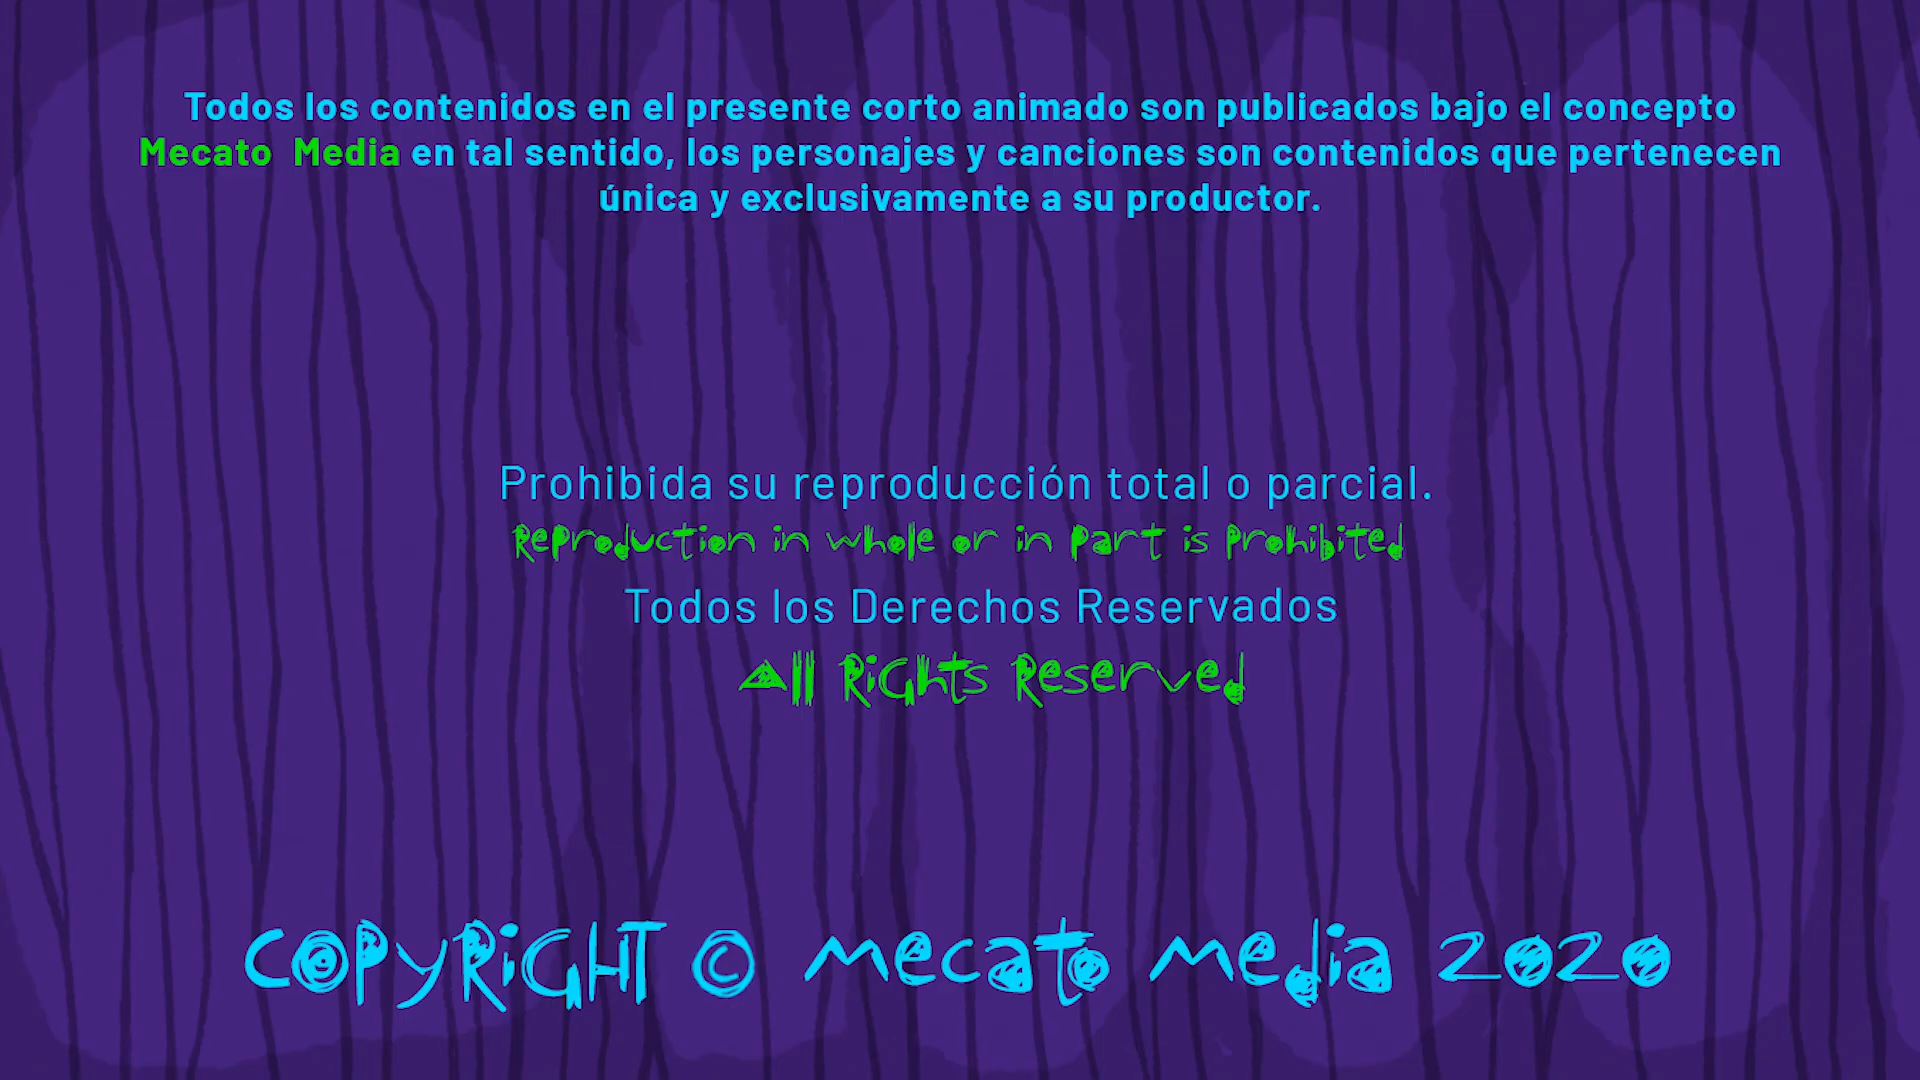 Todos los contenidos en el presente corto animado son publicados bajo el concepto
Mecato Media en tal sentido, los personajes y canciones son contenidos que pertenecen
única y exclusivamente a su productor.
Prohibida su reproducción total o parcial.
Reproduction in whole or in part is prohibited
Todos los Derechos Reservados
All Rights Reserved
COPYRIGHT © mecato media 2020